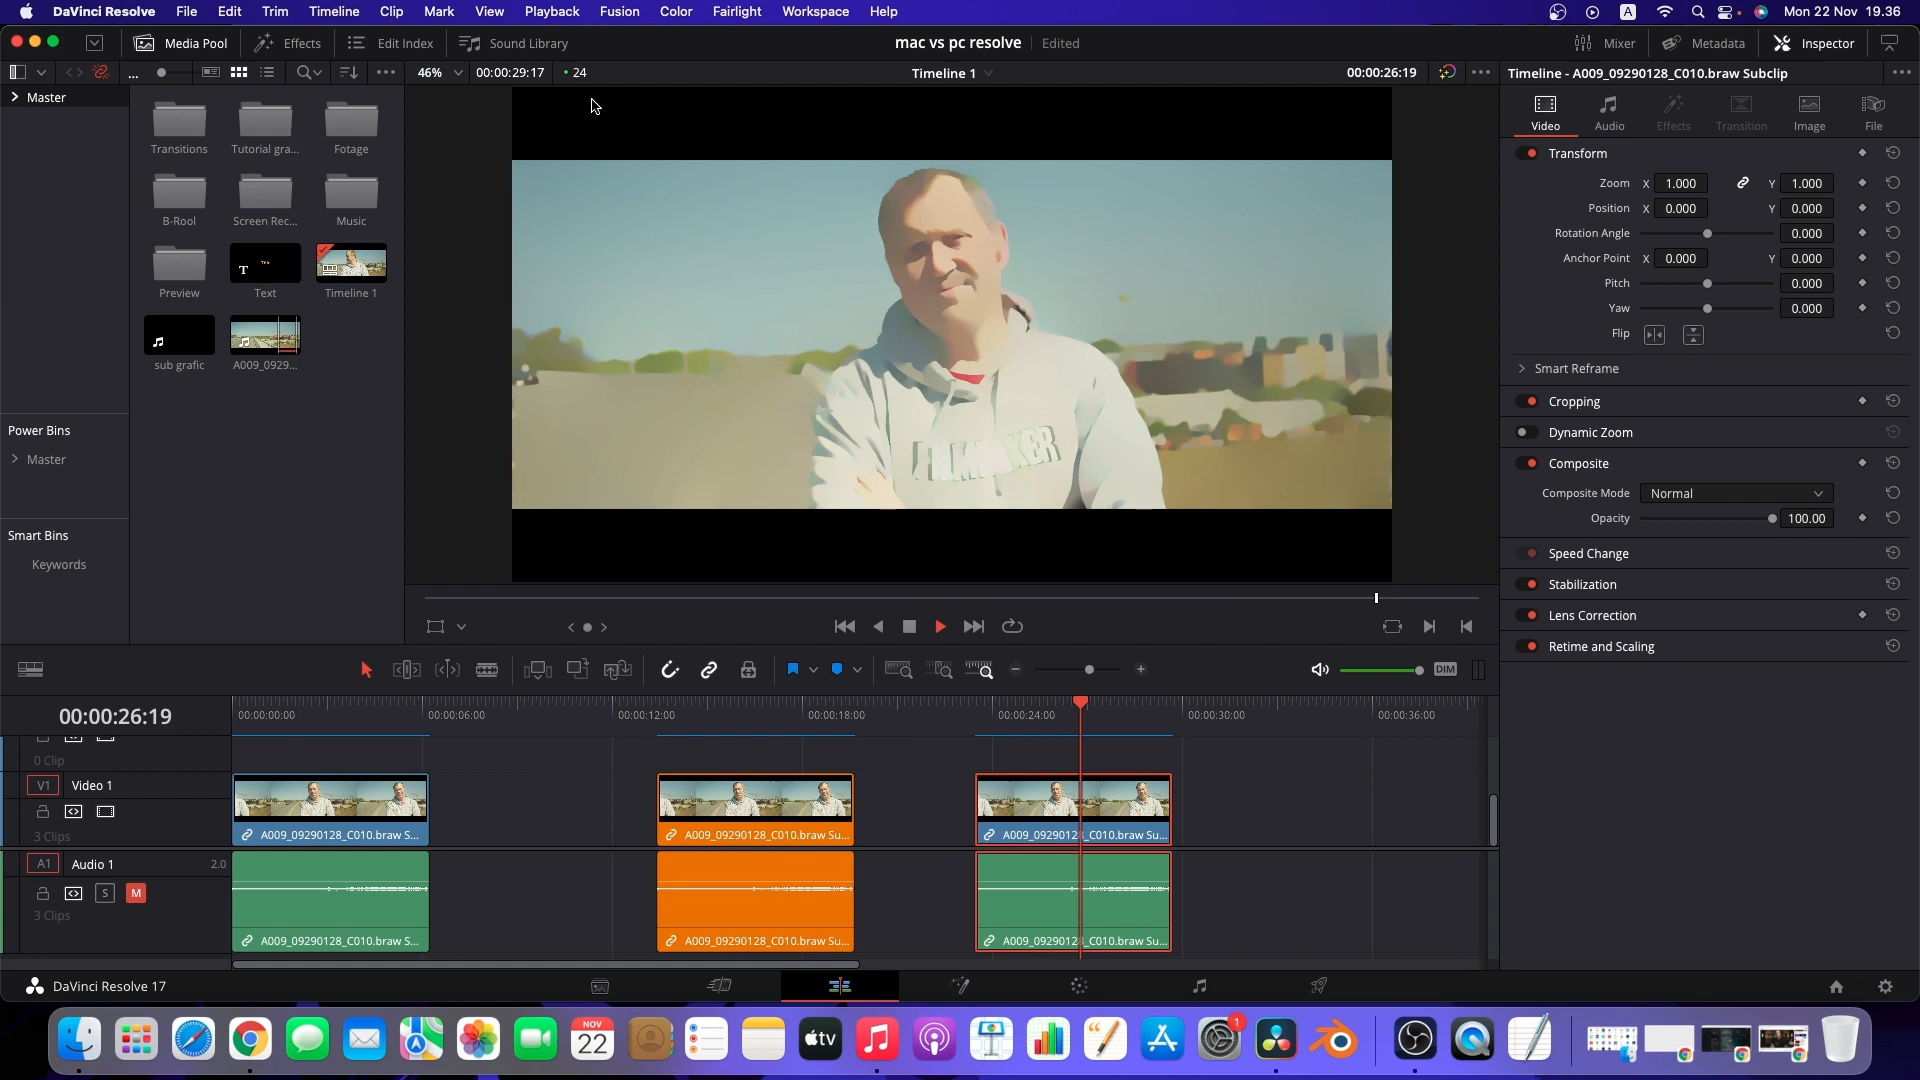 DaVinci Resolve File Edit Trim Timeline Clip Mark View Playback Fusion Color Fairlight Workspace Help A Mon 22 Nov 19.36
Media Pool Effects Edit Index Sound Library mac vs pc resolve Edited Mixer Metadata Inspector
... 46% 00:00:29:17 24 Timeline 1 00:00:26:19 Timeline - A009_09290128_C010.braw Subclip
Master
Video Audio Effects Transition Image File
Transitions Tutorial gra... Fotage
B-Rool Screen Rec... Music
Preview Text Timeline 1
sub grafic A009_0929...
Power Bins
Master
Smart Bins
Keywords
FILMMAKER
Transform
Zoom X 1.000 Y 1.000
Position X 0.000 Y 0.000
Rotation Angle 0.000
Anchor Point X 0.000 Y 0.000
Pitch 0.000
Yaw 0.000
Flip
Smart Reframe
Cropping
Dynamic Zoom
Composite
Composite Mode Normal
Opacity 100.00
Speed Change
Stabilization
Lens Correction
Retime and Scaling
DIM
00:00:26:19 00:00:00:00 00:00:06:00 00:00:12:00 00:00:18:00 00:00:24:00 00:00:30:00 00:00:36:00
0 Clip
V1 Video 1
3 Clips
A009_09290128_C010.braw S... A009_09290128_C010.braw Su... A009_09290128_C010.braw Su...
A1 Audio 1 2.0
S M
3 Clips
A009_09290128_C010.braw S... A009_09290128_C010.braw Su... A009_09290128_C010.braw Su...
DaVinci Resolve 17
NOV
22
tv
1